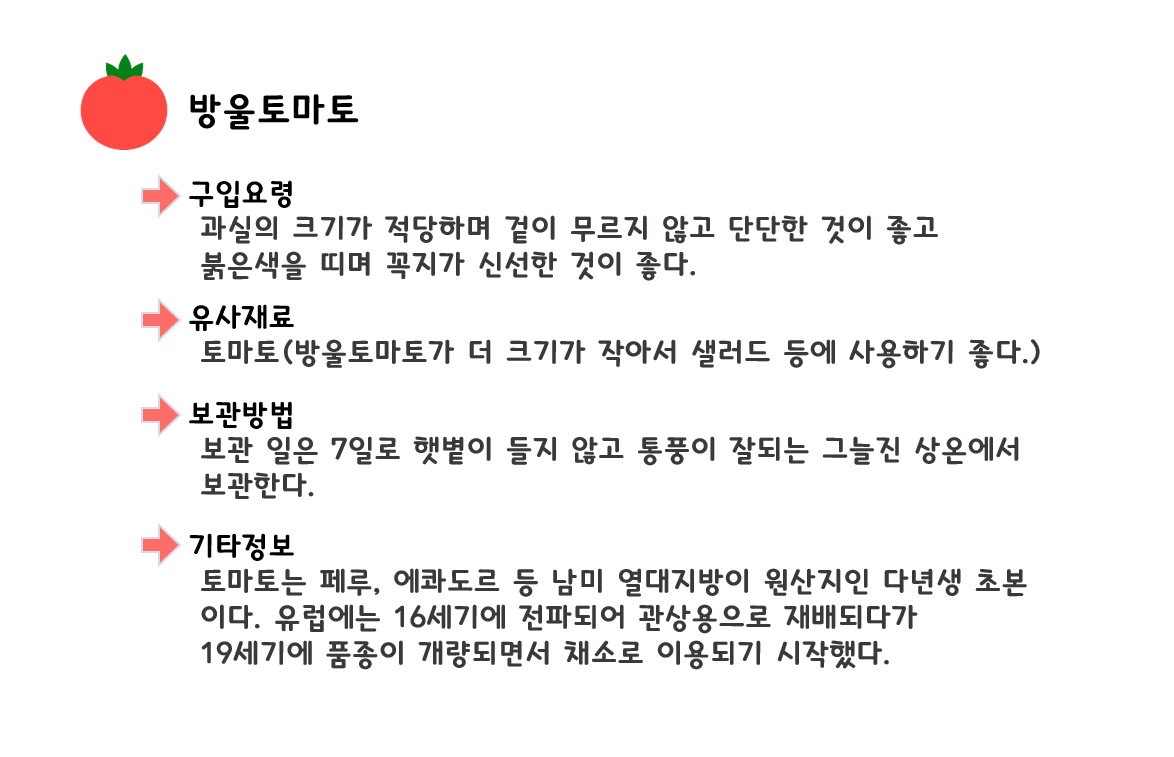 방울토마토
구입요령
과실의 크기가 적당하며 겉이 무르지 않고 단단한 것이 좋고
붉은색을 띠며 꼭지가 신선한 것이 좋다.
유사재료
토마토(방울토마토가 더 크기가 작아서 샐러드 등에 사용하기 좋다.)
보관방법
보관 일은 7일로 햇볕이 들지 않고 통풍이 잘되는 그늘진 상온에서
보관한다.
기타정보
토마토는 페루, 에콰도르 등 남미 열대지방이 원산지인 다년생 초본
이다. 유럽에는 16세기에 전파되어 관상용으로 재배되다가
19세기에 품종이 개량되면서 채소로 이용되기 시작했다.